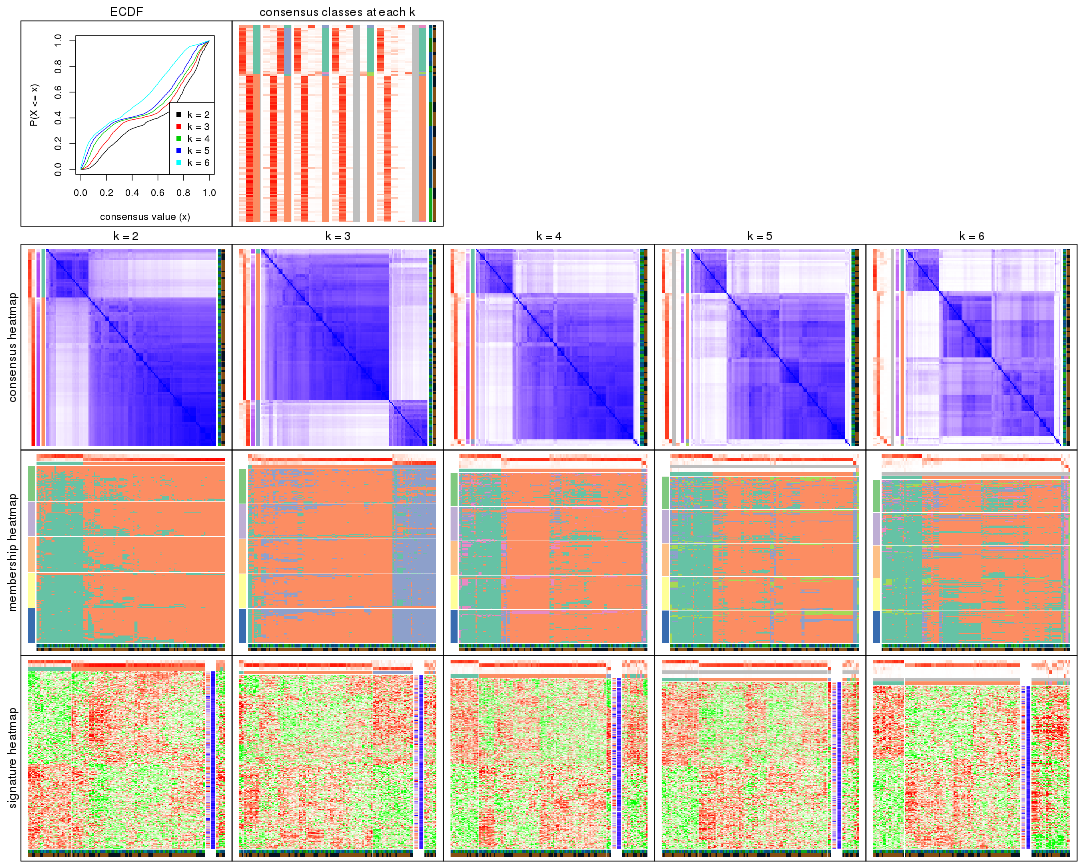 ECDF
consensus classes at each k
P(X <= x)
0.0 0.2 0.4 0.6 0.8 1.0
k = 2
k = 3
k = 4
k = 5
k = 6
0.0 0.2 0.4 0.6 0.8 1.0
consensus value (x)
k = 2 k = 3 k = 4 k = 5 k = 6
consensus heatmap
membership heatmap
signature heatmap